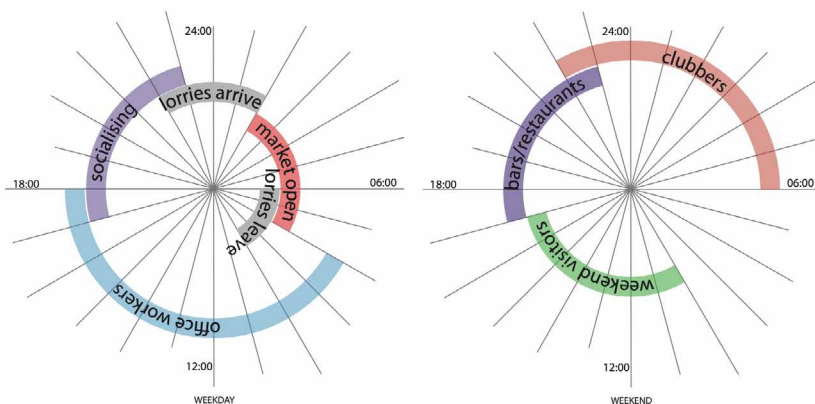 24:00
socialising
lorries arrive
market open
lorries leave
18:00
06:00
office workers
12:00
WEEKDAY
24:00
clubbers
bars/restaurants
18:00
06:00
weekend visitors
12:00
WEEKEND